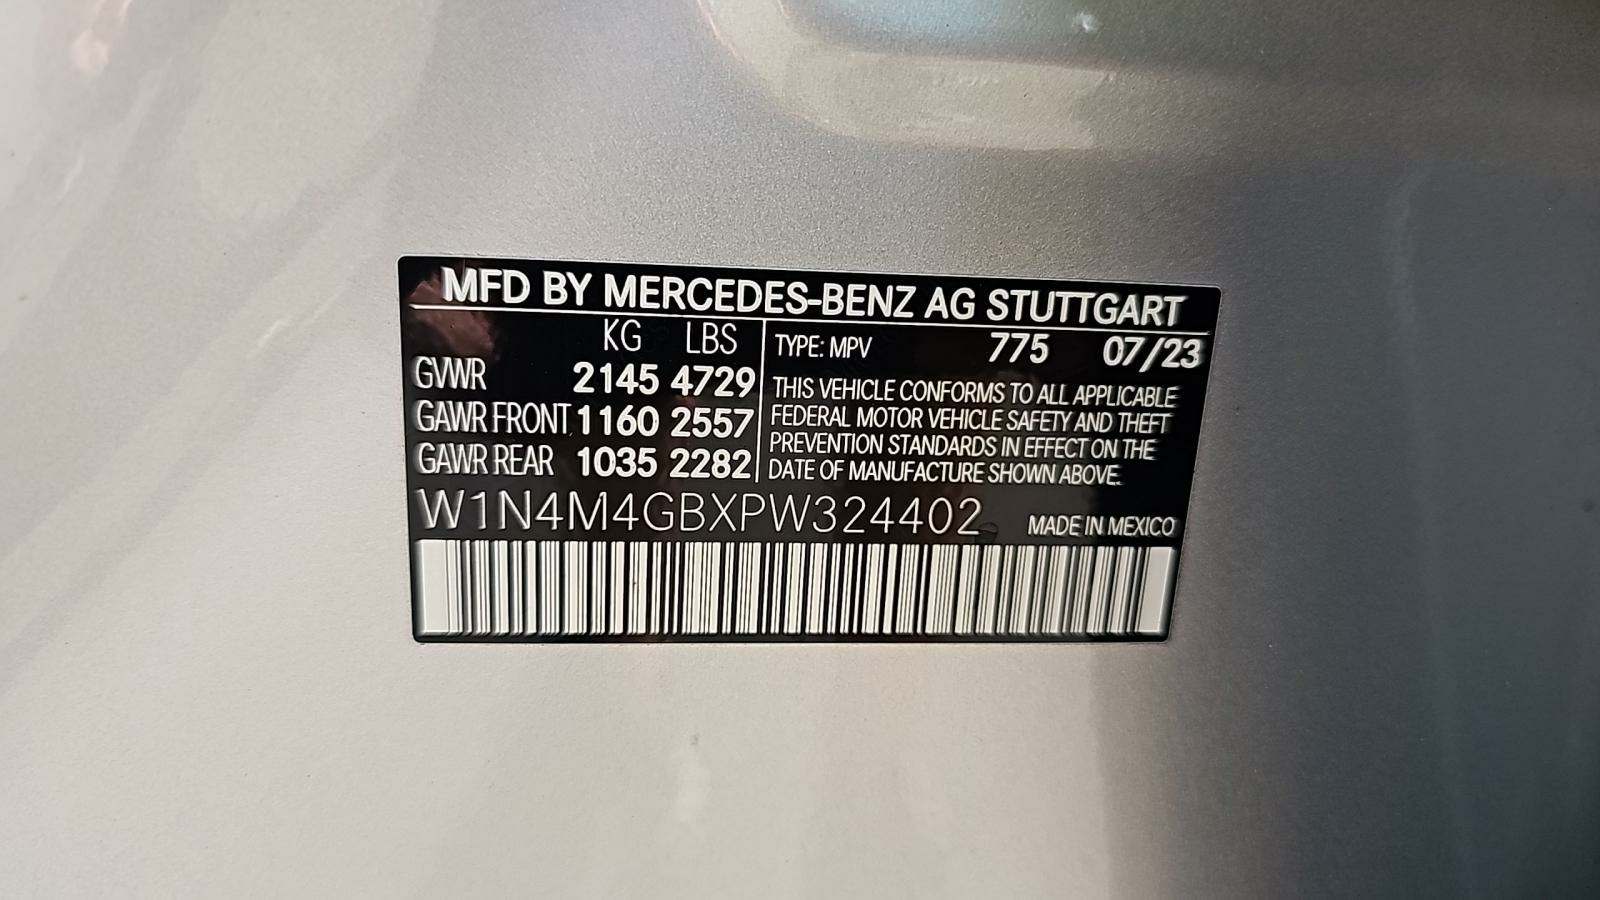 MFD BY MERCEDES-BENZ AG STUTTGART
KG LBS
GVWR 2145 4729
GAWR FRONT 1160 2557
GAWR REAR 1035 2282
TYPE: MPV 775 07/23
THIS VEHICLE CONFORMS TO ALL APPLICABLE
FEDERAL MOTOR VEHICLE SAFETY AND THEFT
PREVENTION STANDARDS IN EFFECT ON THE
DATE OF MANUFACTURE SHOWN ABOVE.
W1N4M4GBXPW324402
MADE IN MEXICO